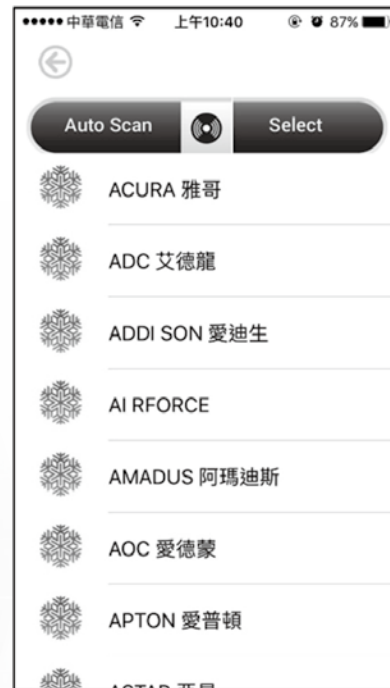 中華電信 上午10:40 87%
Auto Scan Select
ACURA 雅哥
ADC 艾德龍
ADDI SON 愛迪生
AI RFORCE
AMADUS 阿瑪迪斯
AOC 愛德蒙
APTON 愛普頓